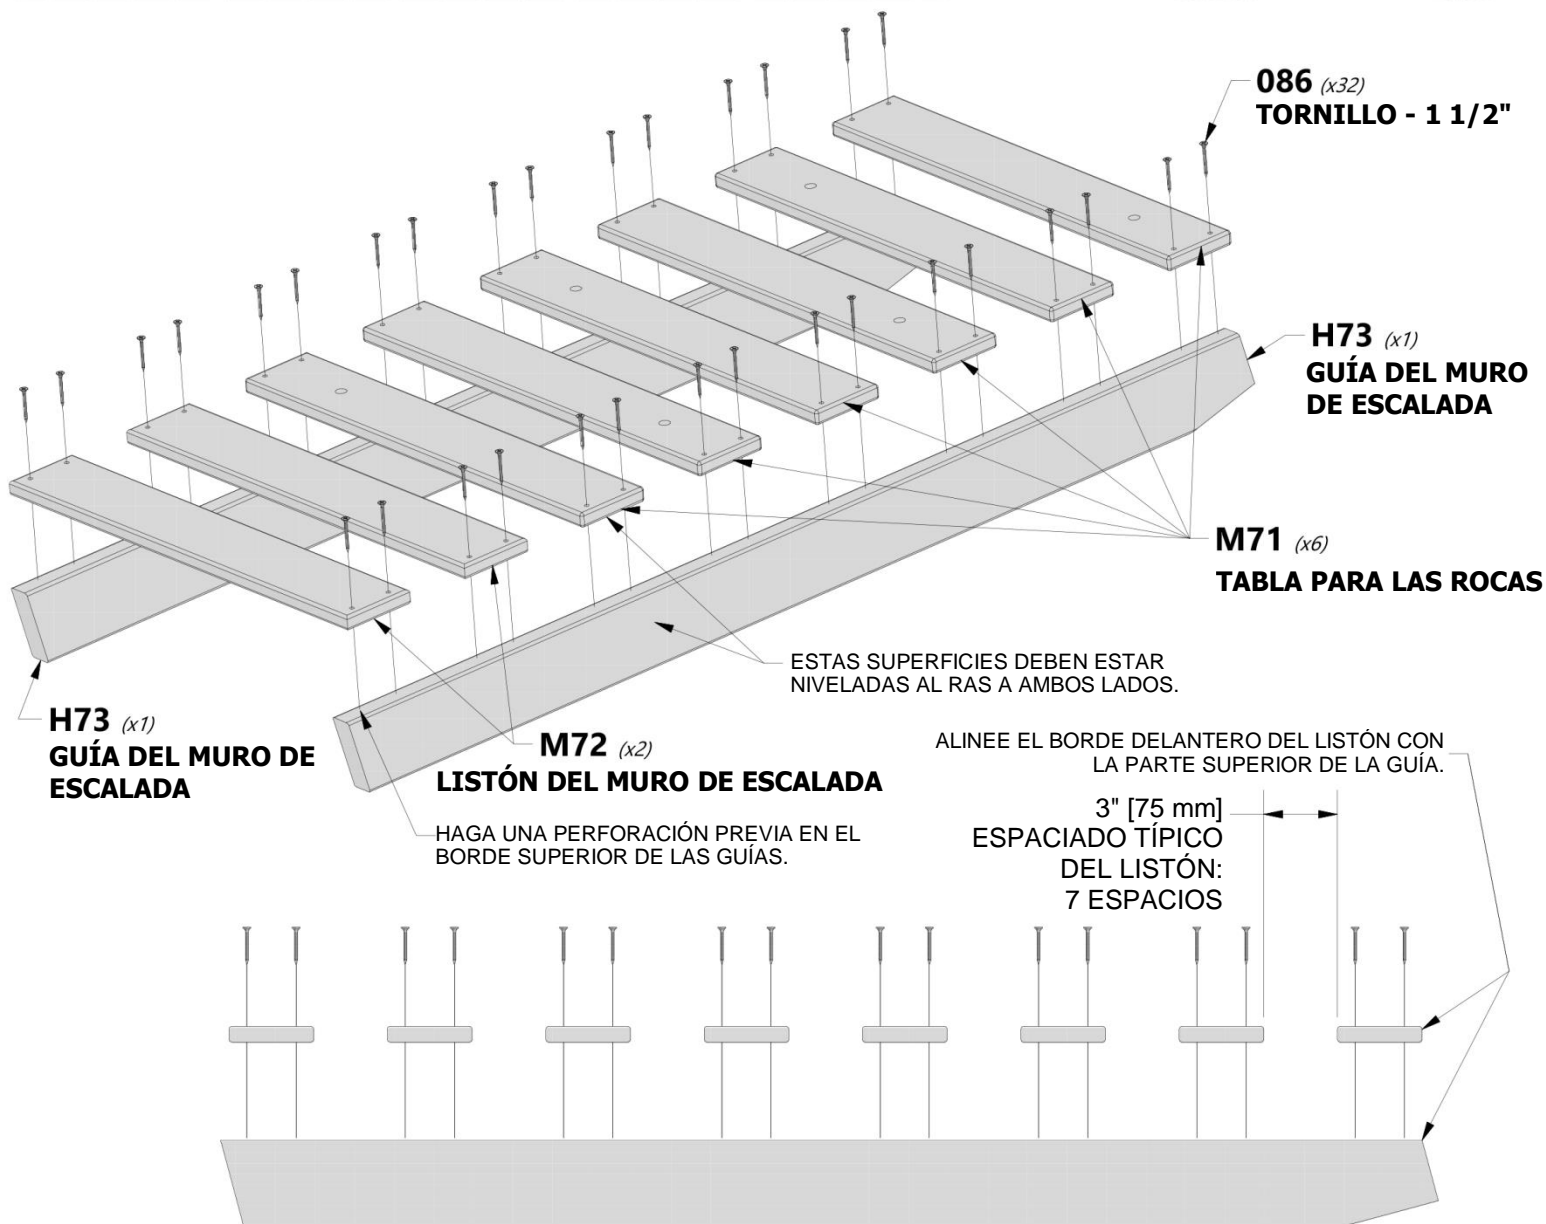 086 (x32)
TORNILLO - 1 1/2"
H73 (x1)
GUÍA DEL MURO
DE ESCALADA
M71 (x6)
TABLA PARA LAS ROCAS
ESTAS SUPERFICIES DEBEN ESTAR
NIVELADAS AL RAS A AMBOS LADOS.
H73 (x1)
GUÍA DEL MURO DE
ESCALADA
M72 (x2)
LISTÓN DEL MURO DE ESCALADA
ALINEE EL BORDE DELANTERO DEL LISTÓN CON
LA PARTE SUPERIOR DE LA GUÍA.
HAGA UNA PERFORACIÓN PREVIA EN EL
BORDE SUPERIOR DE LAS GUÍAS.
3" [75 mm]
ESPACIADO TÍPICO
DEL LISTÓN:
7 ESPACIOS